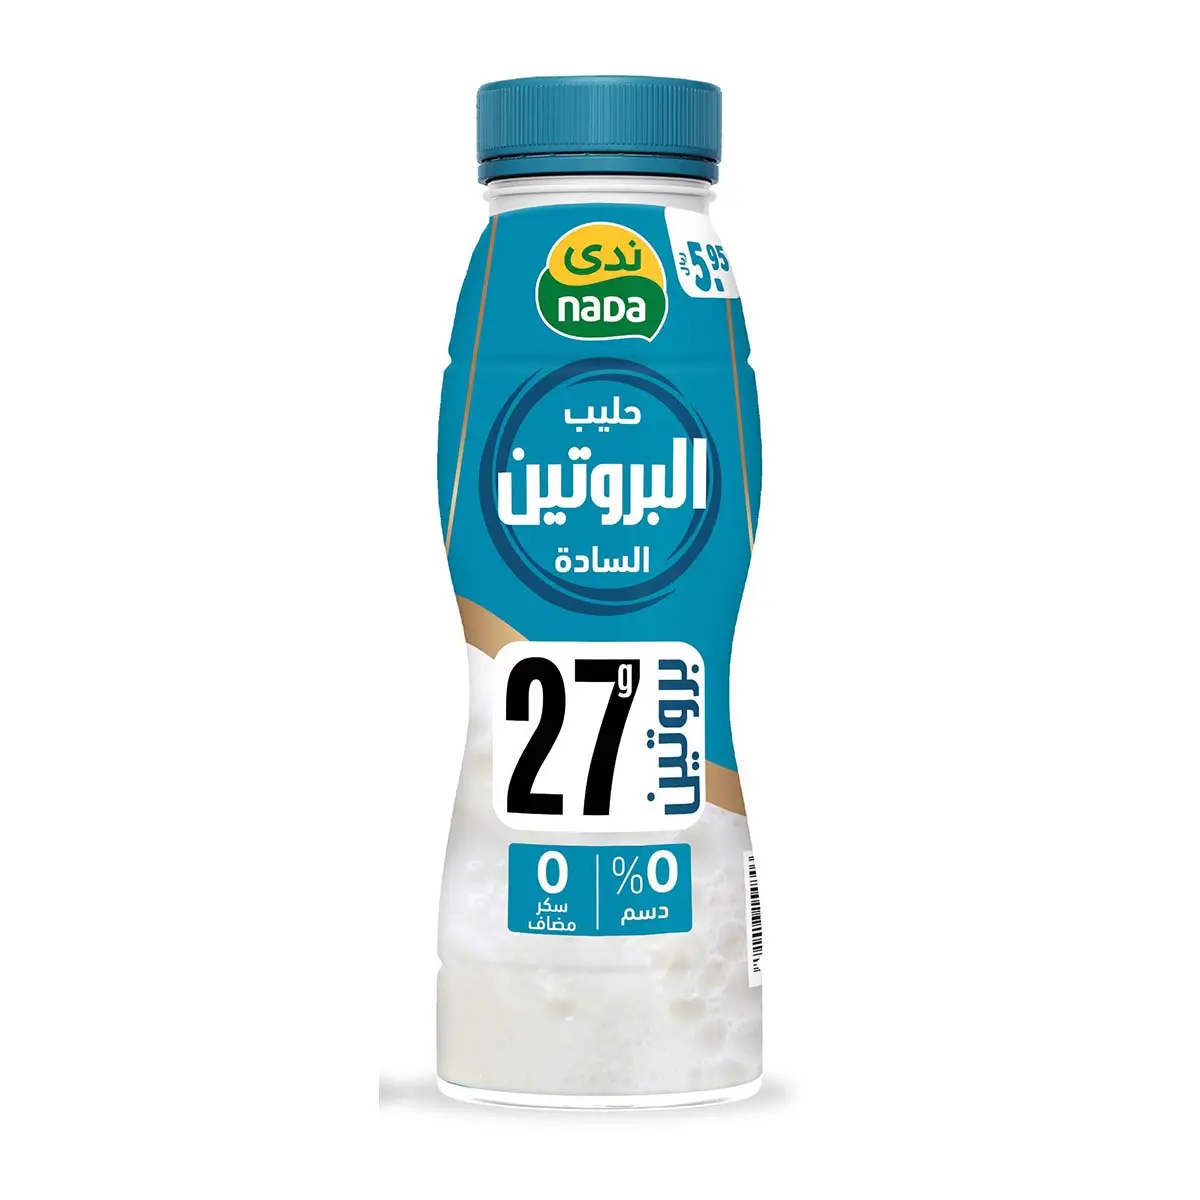 ندى
nada
5.95 ريال
حليب
البروتين
السادة
27g
بروتين
0%
دسم
0
سكر
مضاف